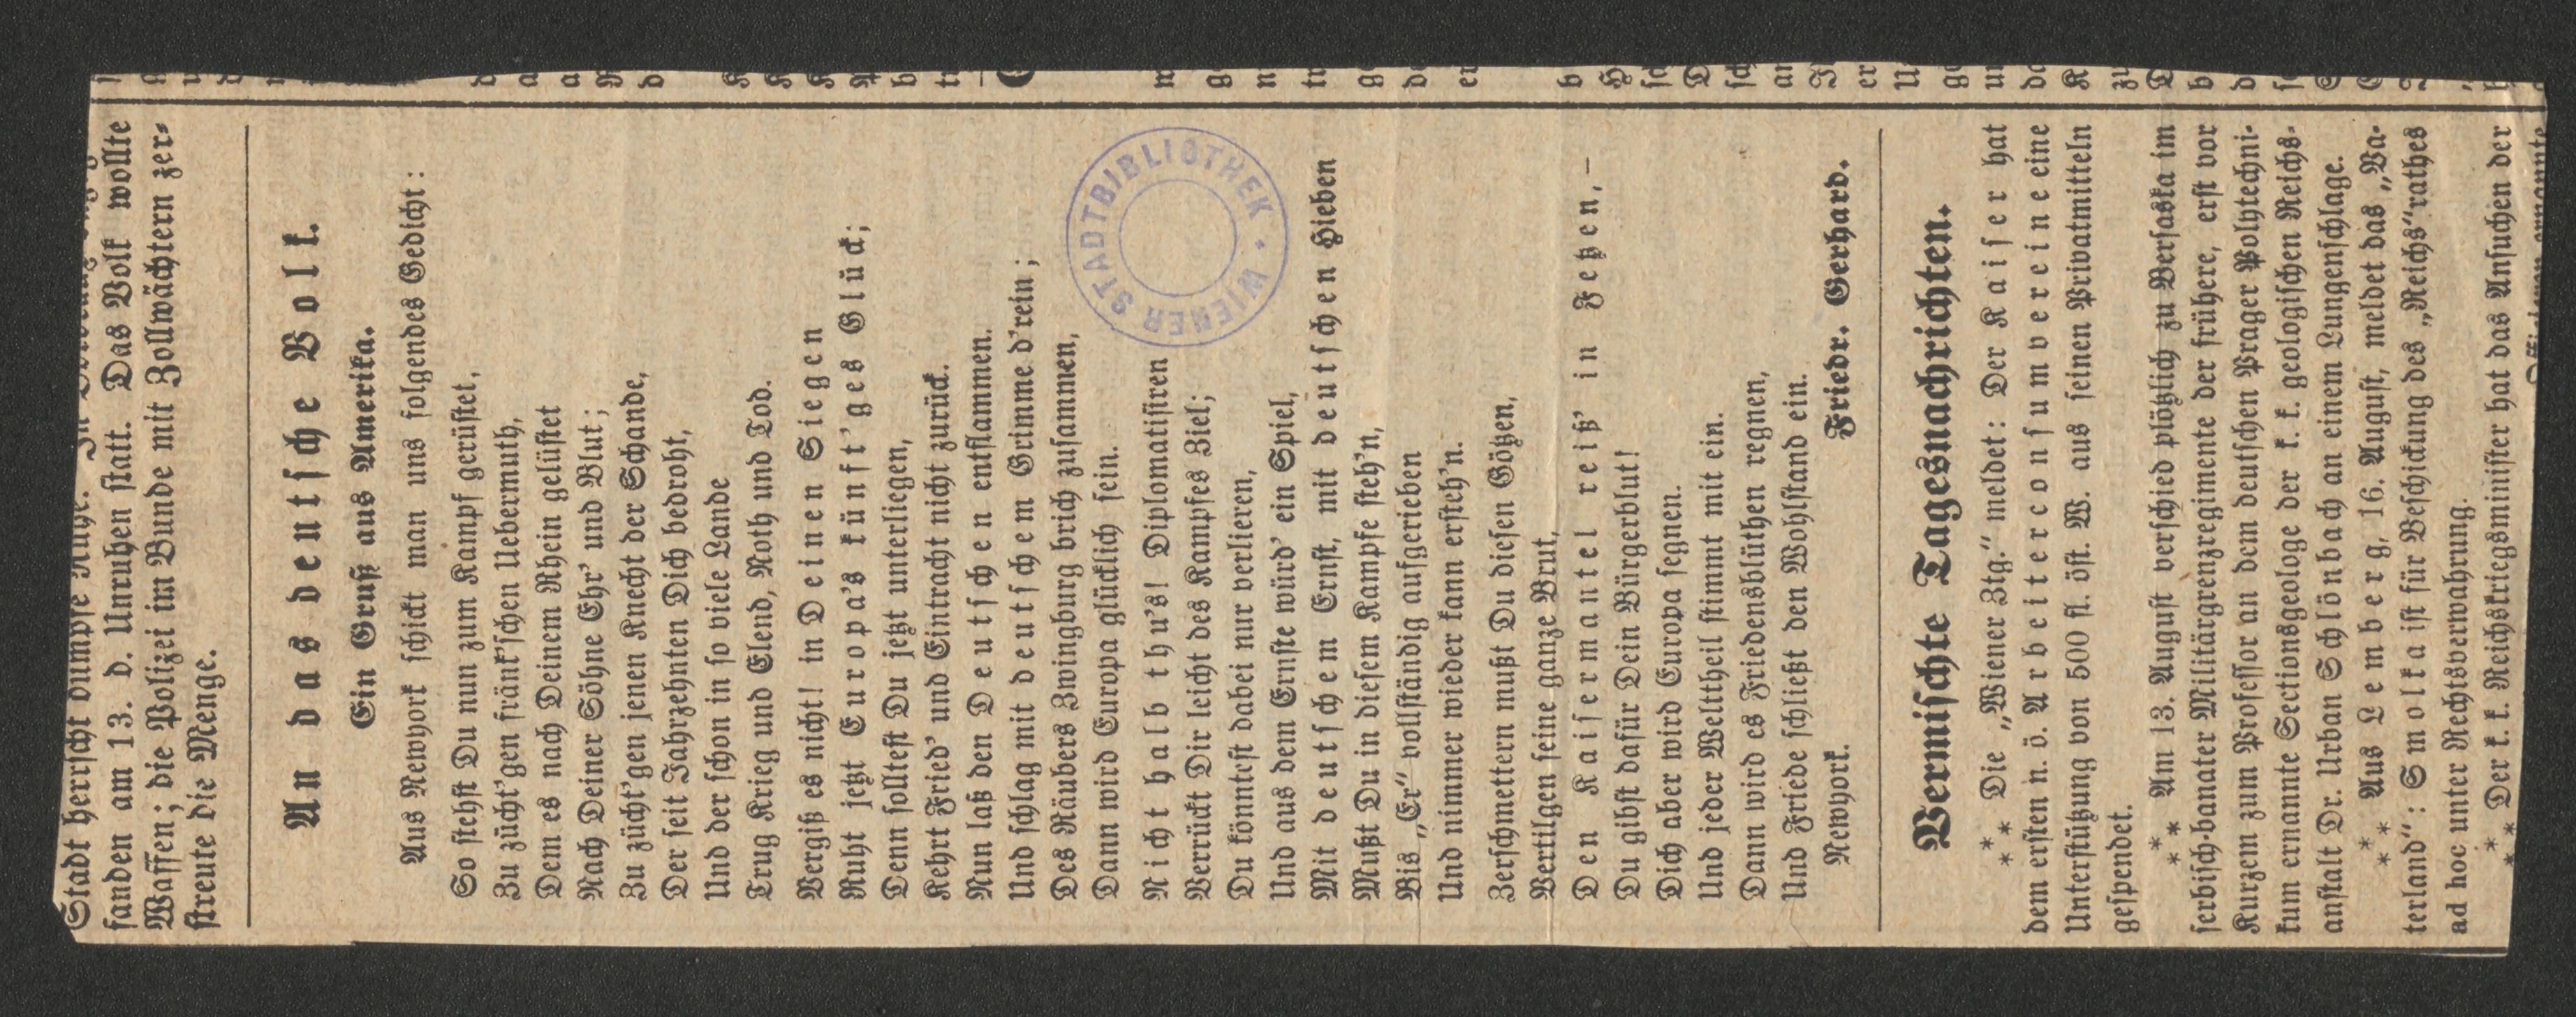 Stadt herrscht dumpfe Ruhe. In
fanden am 13. d. Unruhen statt. Das Volk wollte
Waffen; die Polizei im Bunde mit Zollwächtern zer-
streute die Menge.
An das deutsche Volk.
Ein Gruß aus Amerika.
Aus Newyork schickt man uns folgendes Gedicht:
So stehst Du nun zum Kampf gerüstet,
Zu zücht'gen fränk'schen Uebermuth,
Dem es nach Deinem Rhein gelüstet
Nach Deiner Söhne Ehr' und Blut;
Zu zücht'gen jenen Knecht der Schande,
Der seit Jahrzehnten Dich bedroht,
Und der schon in so viele Lande
Trug Krieg und Elend, Noth und Tod.
Vergiß es nicht! in Deinen Siegen
Ruht jetzt Europa's künft'ges Glück;
Denn solltest Du jetzt unterliegen,
Kehrt Fried' und Eintracht nicht zurück.
Nun laß den Deutschen entflammen.
Und schlag mit deutschem Grimme d'rein;
Des Räubers Zwingburg brich zusammen,
Dann wird Europa glücklich sein.
Nicht halb thu's! Diplomatisiren
Verrückt Dir leicht des Kampfes Ziel;
Du könntest dabei nur verlieren,
Und aus dem Ernste würd' ein Spiel,
Mit deutschem Ernst, mit deutschen Hieben
Mußt Du in diesem Kampfe steh'n,
Bis „Er“ vollständig aufgerieben
Und nimmer wieder kann ersteh'n.
Zerschmettern mußt Du diesen Götzen,
Vertilgen seine ganze Brut,
Den Kaisermantel reiß' in Fetzen,—
Du gibst dafür Dein Bürgerblut!
Dich aber wird Europa segnen.
Und jeder Welttheil stimmt mit ein.
Dann wird es Friedensblüthen regnen,
Und Friede schließt den Wohlstand ein.
Newyork. Friedr. Gerhard.
Vermischte Tagesnachrichten.
*** Die „Wiener Ztg.“ meldet: Der Kaiser hat
dem ersten n. ö. Arbeiterconsumvereine eine
Unterstützung von 500 fl. öst. W. aus seinen Privatmitteln
gespendet.
*** Am 13. August verschied plötzlich zu Versaska im
serbisch-banater Militärgrenzregimente der frühere, erst vor
Kurzem zum Professor an dem deutschen Prager Polytechni-
kum ernannte Sectionsgeologe der k. k. geologischen Reichs-
anstalt Dr. Urban Schlönbach an einem Lungenschlage.
*** Aus Lemberg, 16. August, meldet das „Va-
terland“: Smolka ist für Beschickung des „Reichs“rathes
ad hoc unter Rechtsverwahrung.
*** Der k. k. Reichskriegsminister hat das Ansuchen der
WIENER STADTBIBLIOTHEK *